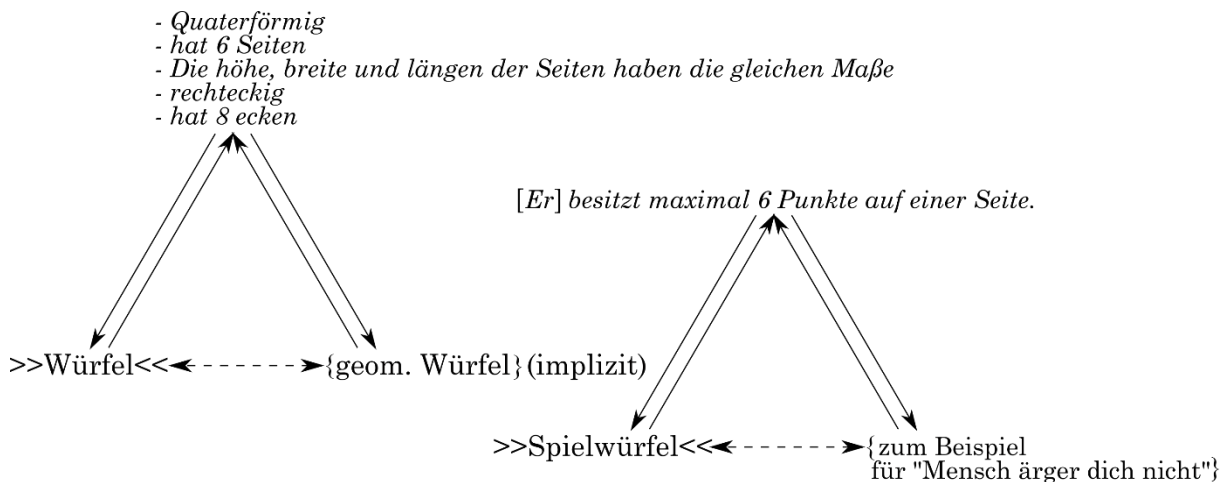 - Quaterförmig
- hat 6 Seiten
- Die höhe, breite und längen der Seiten haben die gleichen Maße
- rechteckig
- hat 8 ecken
[Er] besitzt maximal 6 Punkte auf einer Seite.
>>Würfel<< {geom. Würfel} (implizit)
>>Spielwürfel<< {zum Beispiel
für "Mensch ärger dich nicht"}